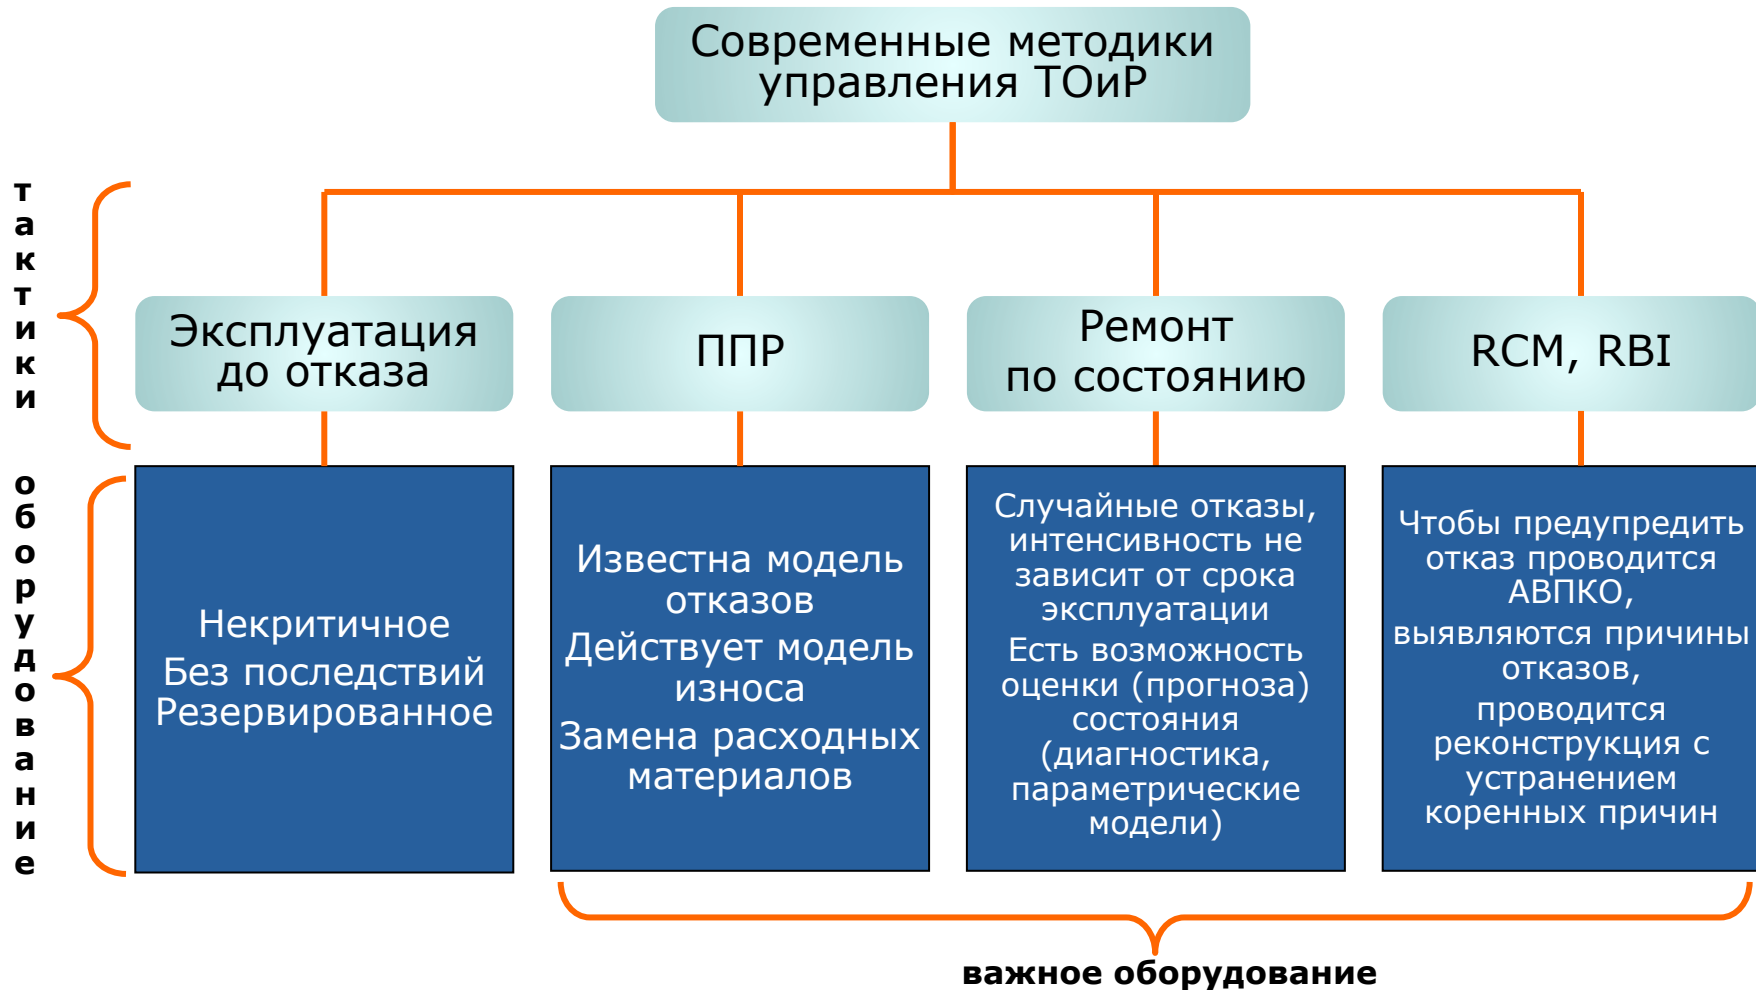 Современные методики
управления ТОиР
тактики
Эксплуатация
до отказа
ППР
Ремонт
по состоянию
RCM, RBI
оборудование
Некритичное
Без последствий
Резервированное
Известна модель
отказов
Действует модель
износа
Замена расходных
материалов
Случайные отказы,
интенсивность не
зависит от срока
эксплуатации
Есть возможность
оценки (прогноза)
состояния
(диагностика,
параметрические
модели)
Чтобы предупредить
отказ проводится
АВПКО,
выявляются причины
отказов,
проводится
реконструкция с
устранением
коренных причин
важное оборудование